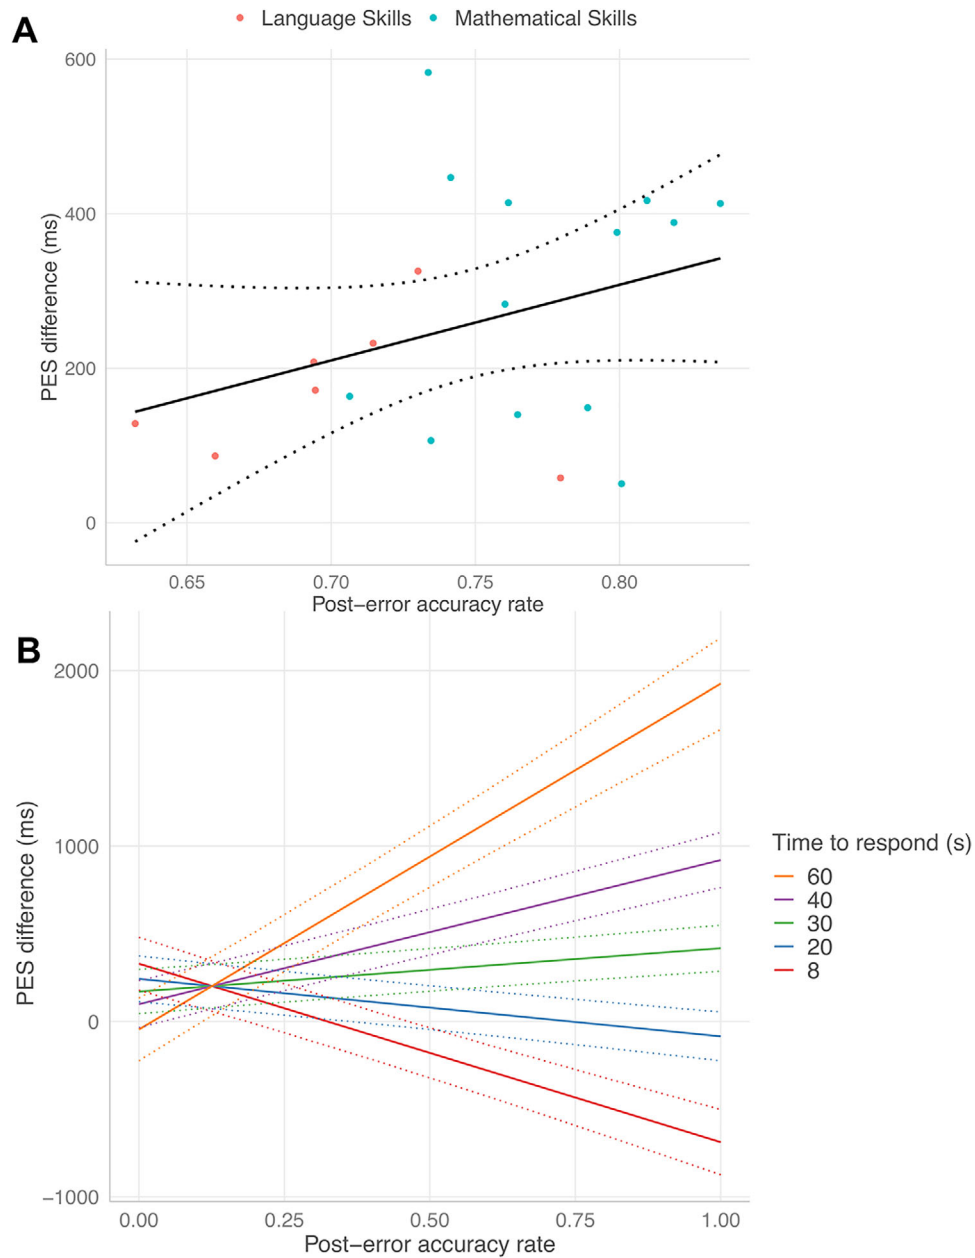 A
Language Skills Mathematical Skills
600
400
200
0
PES difference (ms)
0.65 0.70 0.75 0.80
Post−error accuracy rate
B
2000
1000
0
−1000
PES difference (ms)
0.00 0.25 0.50 0.75 1.00
Post−error accuracy rate
Time to respond (s)
60
40
30
20
8